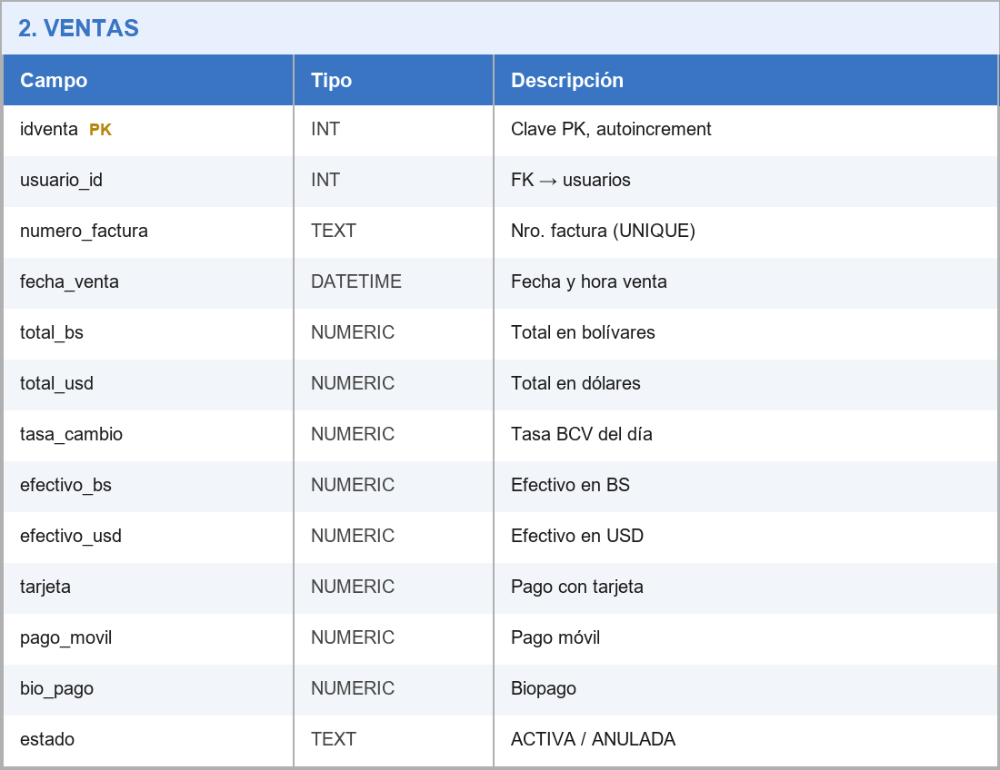 2. VENTAS
Campo Tipo Descripción
idventa PK INT Clave PK, autoincrement
usuario_id INT FK → usuarios
numero_factura TEXT Nro. factura (UNIQUE)
fecha_venta DATETIME Fecha y hora venta
total_bs NUMERIC Total en bolívares
total_usd NUMERIC Total en dólares
tasa_cambio NUMERIC Tasa BCV del día
efectivo_bs NUMERIC Efectivo en BS
efectivo_usd NUMERIC Efectivo en USD
tarjeta NUMERIC Pago con tarjeta
pago_movil NUMERIC Pago móvil
bio_pago NUMERIC Biopago
estado TEXT ACTIVA / ANULADA